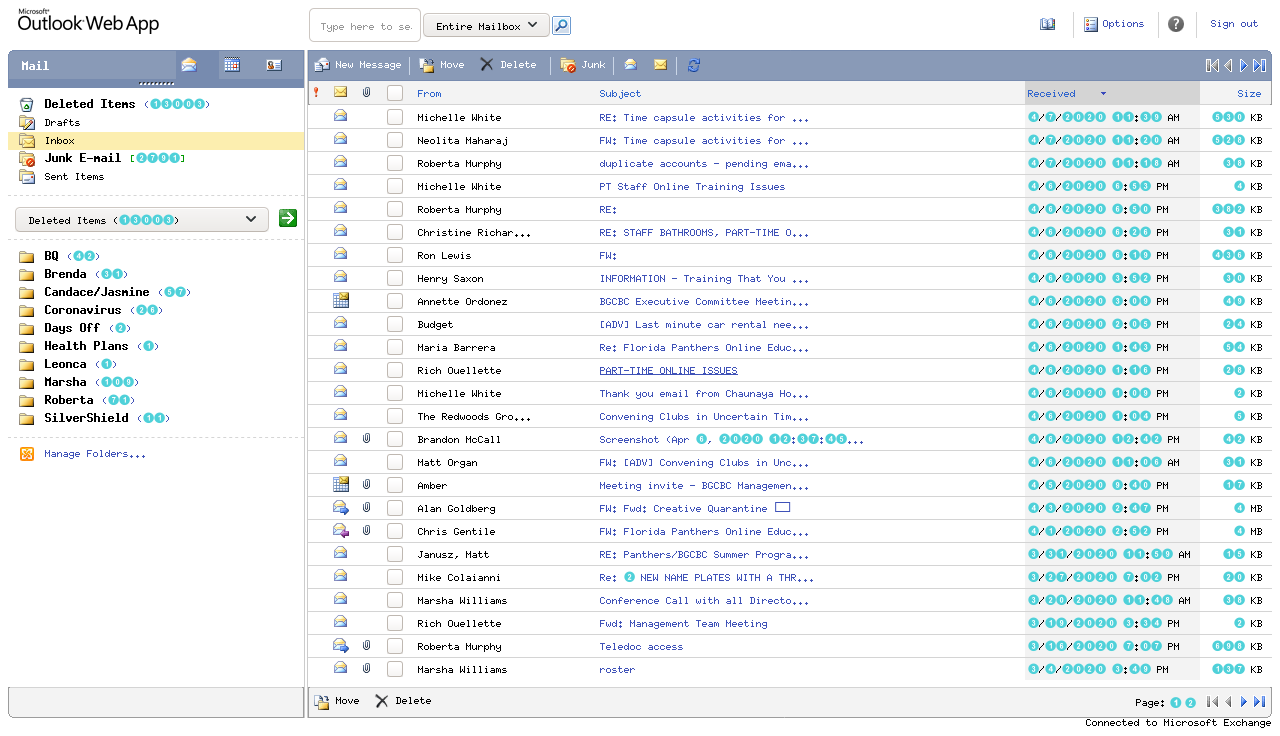 Microsoft®
Outlook Web App
Type here to se
Entire Mailbox
Options
Sign out
Mail
New Message
Move
Delete
Junk
Deleted Items (13003)
Drafts
Inbox
Junk E-mail [2701]
Sent Items
Deleted Items (13003)
BQ (42)
Brenda (31)
Candace/Jasmine (57)
Coronavirus (26)
Days Off (2)
Health Plans (1)
Leonca (1)
Marsha (109)
Roberta (71)
SilverShield (11)
Manage Folders...
From Subject Received Size
Michelle White RE: Time capsule activities for ... 4/7/2020 11:39 AM 530 KB
Neolita Maharaj FW: Time capsule activities for ... 4/7/2020 11:20 AM 528 KB
Roberta Murphy duplicate accounts - pending ema... 4/7/2020 11:18 AM 38 KB
Michelle White PT Staff Online Training Issues 4/6/2020 6:53 PM 4 KB
Roberta Murphy RE: 4/6/2020 6:50 PM 382 KB
Christine Richar... RE: STAFF BATHROOMS, PART-TIME O... 4/6/2020 6:26 PM 31 KB
Ron Lewis FW: 4/6/2020 6:19 PM 436 KB
Henry Saxon INFORMATION - Training That You ... 4/6/2020 3:52 PM 30 KB
Annette Ordonez BGCBC Executive Committee Meetin... 4/6/2020 3:09 PM 49 KB
Budget [ADV] Last minute car rental nee... 4/6/2020 2:05 PM 24 KB
Maria Barrera Re: Florida Panthers Online Educ... 4/6/2020 1:43 PM 54 KB
Rich Ouellette PART-TIME ONLINE ISSUES 4/6/2020 1:16 PM 28 KB
Michelle White Thank you email from Chaunaya Ho... 4/6/2020 1:09 PM 2 KB
The Redwoods Gro... Convening Clubs in Uncertain Tim... 4/6/2020 1:04 PM 5 KB
Brandon McCall Screenshot (Apr 6, 2020 12:37:45... 4/6/2020 12:42 PM 42 KB
Matt Organ FW: [ADV] Convening Clubs in Unc... 4/6/2020 11:06 AM 31 KB
Amber Meeting invite - BGCBC Managemen... 4/5/2020 9:40 PM 17 KB
Alan Goldberg FW: Fwd: Creative Quarantine 4/5/2020 2:47 PM 4 MB
Chris Gentile FW: Florida Panthers Online Educ... 4/1/2020 2:52 PM 4 MB
Janusz, Matt RE: Panthers/BGCBC Summer Progra... 3/31/2020 11:59 AM 15 KB
Mike Colaianni Re: 2 NEW NAME PLATES WITH A THR... 3/27/2020 7:02 PM 20 KB
Marsha Williams Conference Call with all Directo... 3/20/2020 11:48 AM 38 KB
Rich Ouellette Fwd: Management Team Meeting 3/19/2020 3:34 PM 2 KB
Roberta Murphy Teledoc access 3/16/2020 7:07 PM 698 KB
Marsha Williams roster 3/4/2020 3:49 PM 137 KB
Move
Delete
Page: 1 2
Connected to Microsoft Exchange